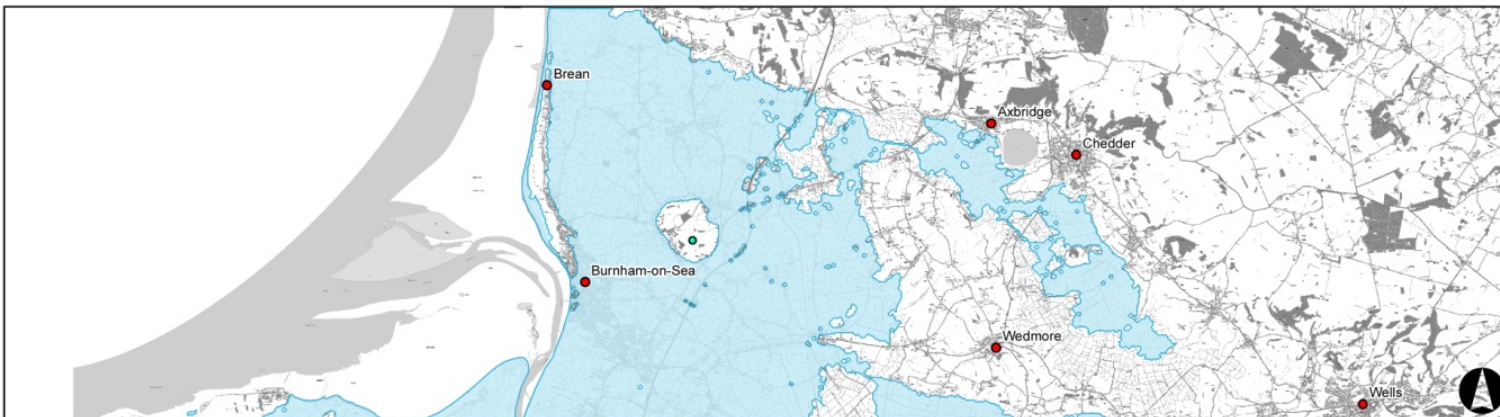 Brean
Axbridge
Chedder
Burnham-on-Sea
Wedmore
Wells